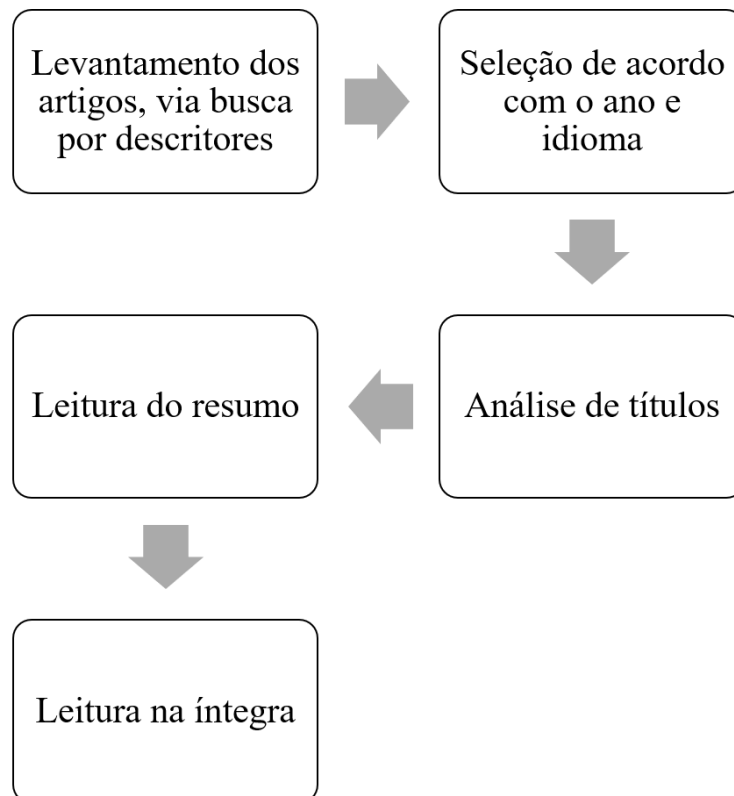 Levantamento dos
artigos, via busca
por descritores
Seleção de acordo
com o ano e
idioma
Análise de títulos
Leitura do resumo
Leitura na íntegra